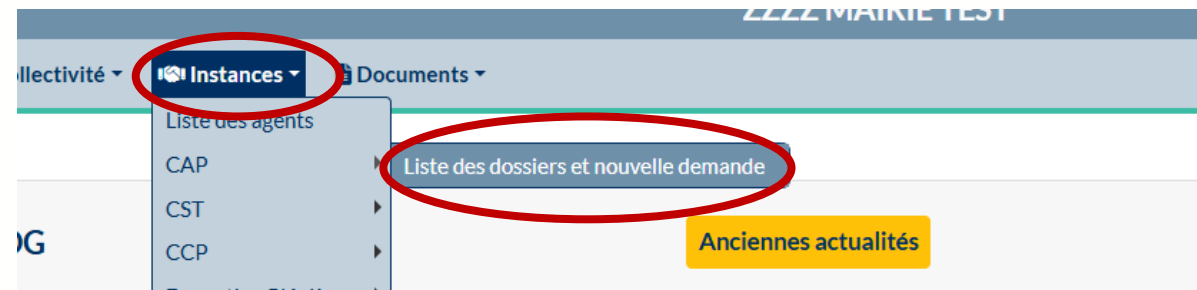 ZZZZ MAIRIE TEST
llectivité
Instances
Documents
Liste des agents
CAP
Liste des dossiers et nouvelle demande
CST
CCP
Anciennes actualités